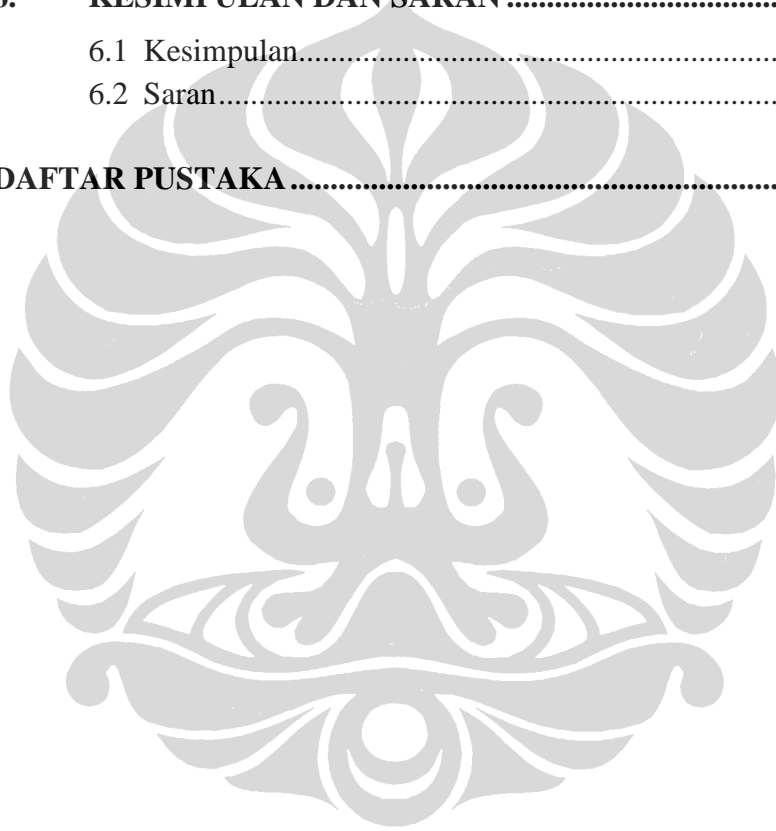 KESIMPULAN DAN SARAN ................................................
6.1 Kesimpulan...............................................................
6.2 Saran.........................................................................
DAFTAR PUSTAKA ................................................................